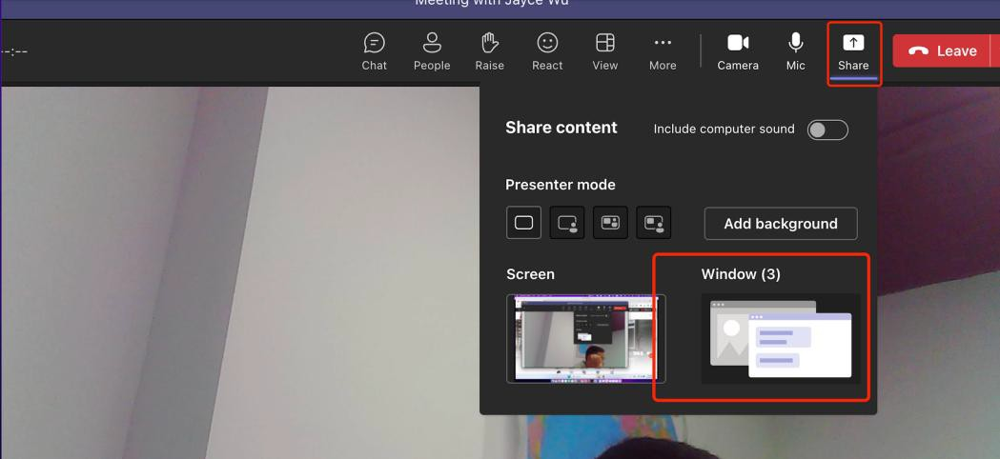 Meeting with Jayce Wu
--:--
Chat People Raise React View More Camera Mic Share Leave
Share content Include computer sound
Presenter mode
Add background
Screen Window (3)